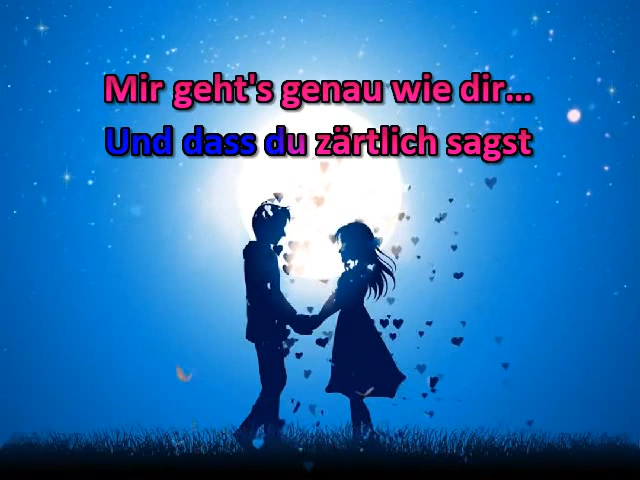 Mir geht's genau wie dir...
Und dass du zärtlich sagst